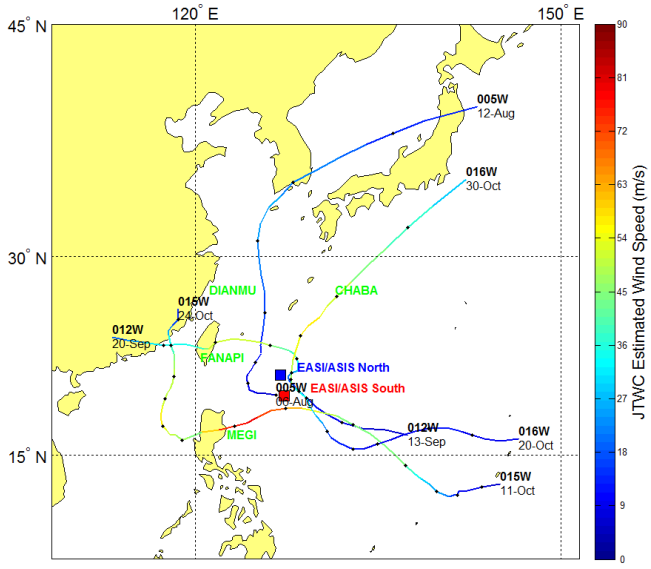 120° E
150° E
45° N
90
81
005W
12-Aug
72
016W
30-Oct
63
30° N
54
DIANMU
CHABA
015W
24-Oct
45
012W
20-Sep
FANAPI
36
EASI/ASIS North
005W
EASI/ASIS South
06-Aug
27
MEGI
012W
13-Sep
016W
20-Oct
15° N
18
015W
11-Oct
9
0
JTWC Estimated Wind Speed (m/s)